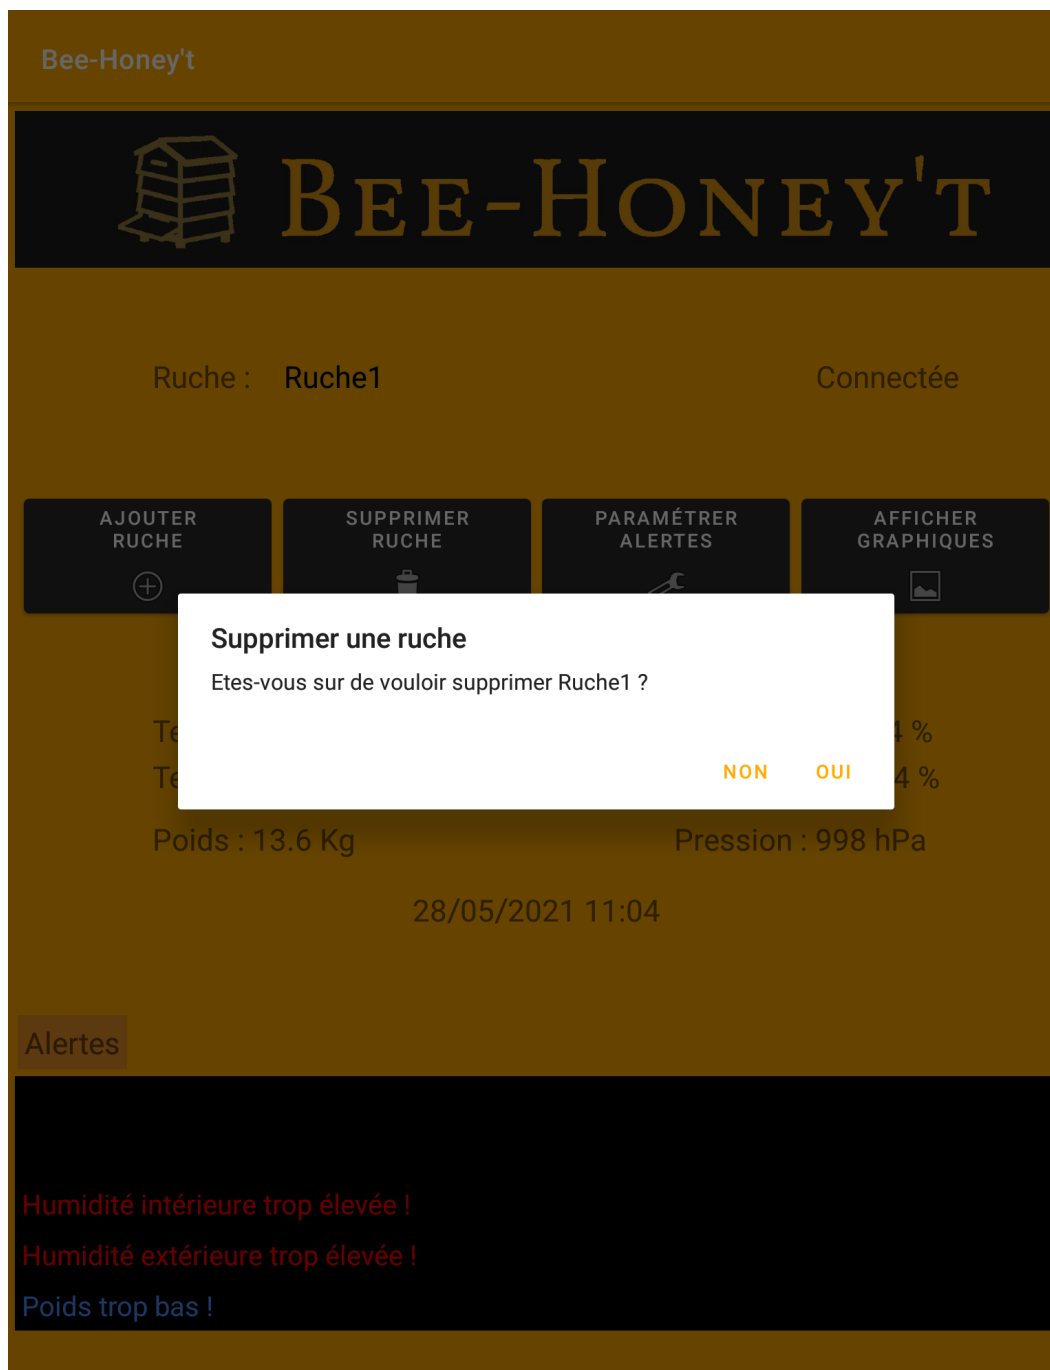 Bee-Honey't
BEE-HONEY'T
Ruche : Ruche1 Connectée
AJOUTER RUCHE
SUPPRIMER RUCHE
PARAMÉTRER ALERTES
AFFICHER GRAPHIQUES
Supprimer une ruche
Etes-vous sur de vouloir supprimer Ruche1 ?
NON OUI
%
4 %
Poids : 13.6 Kg Pression : 998 hPa
28/05/2021 11:04
Alertes
Humidité intérieure trop élevée !
Humidité extérieure trop élevée !
Poids trop bas !